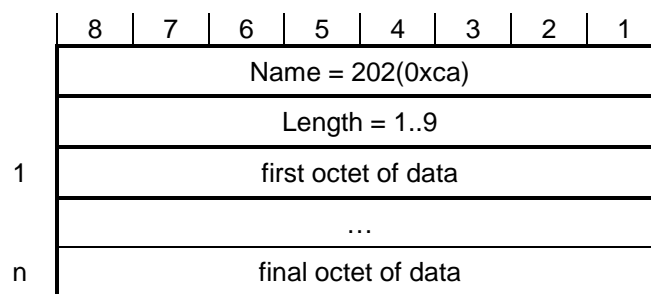 8 7 6 5 4 3 2 1
Name = 202(0xca)
Length = 1..9
1 first octet of data
…
n final octet of data